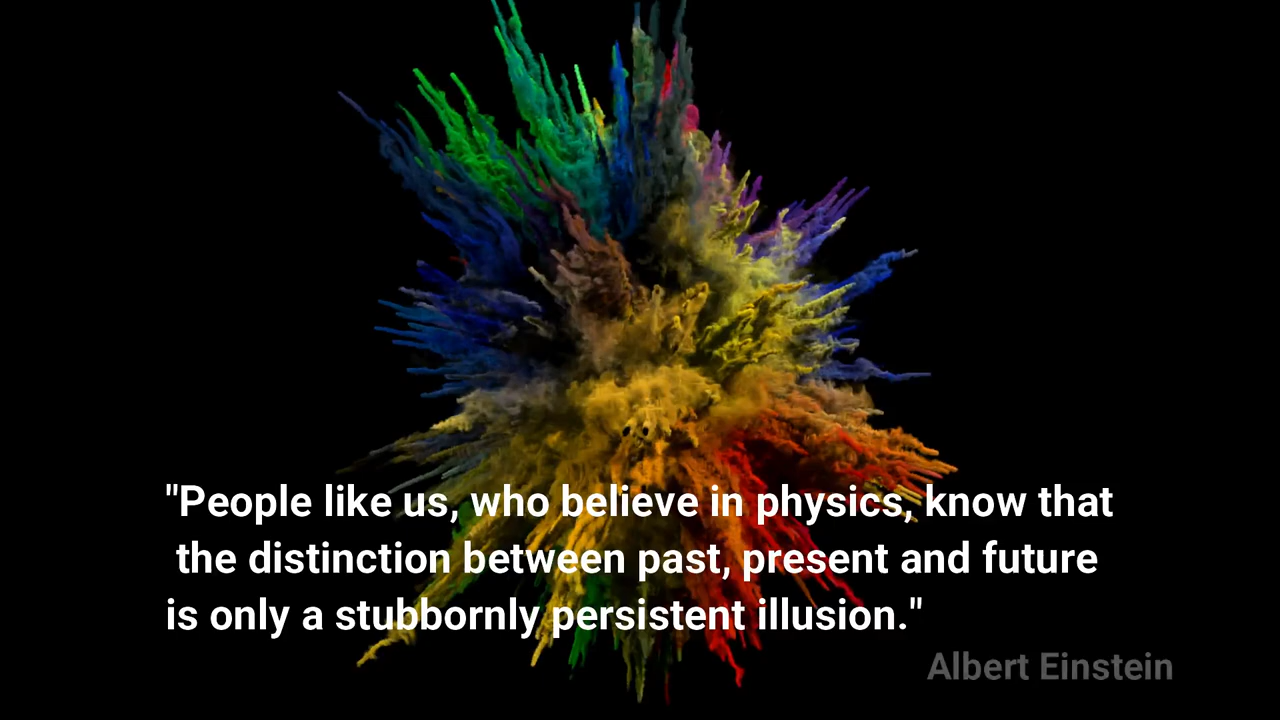 "People like us, who believe in physics, know that
the distinction between past, present and future
is only a stubbornly persistent illusion."
Albert Einstein